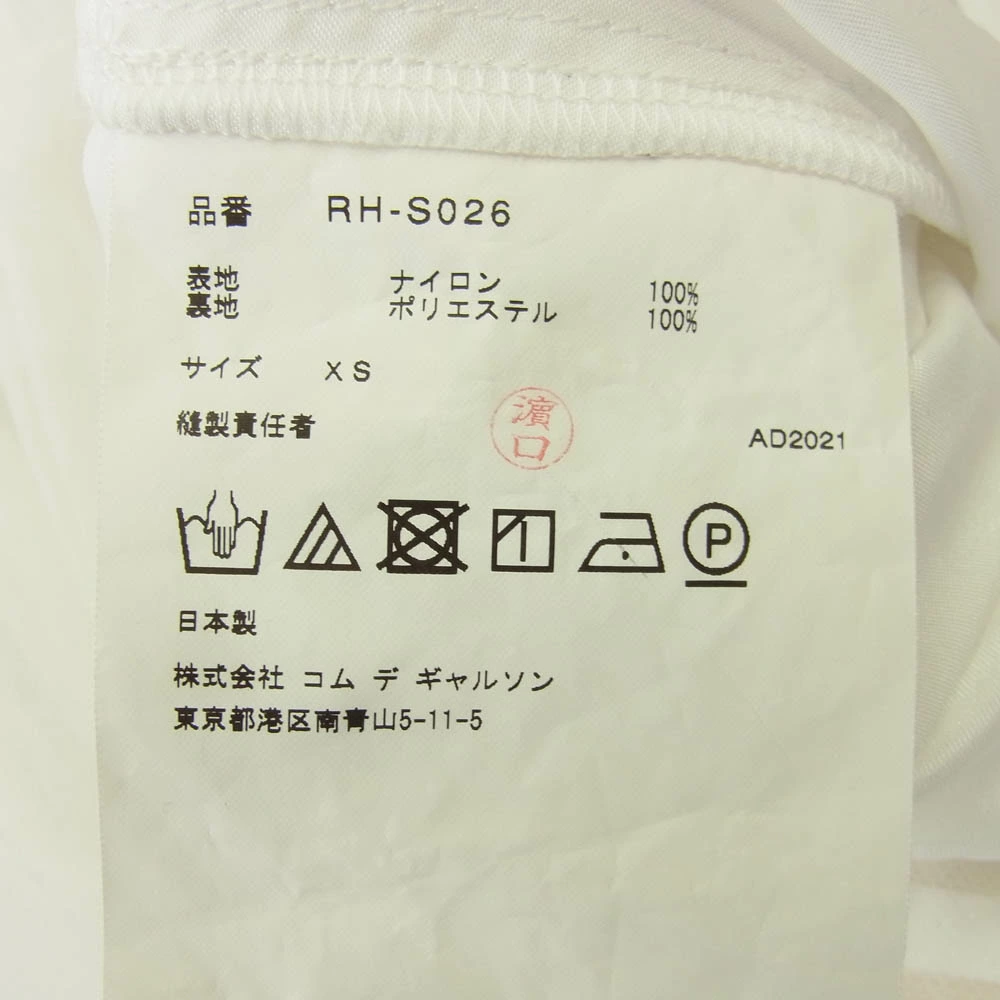 品番 RH-S026
表地 ナイロン 100%
裏地 ポリエステル 100%
サイズ XS
縫製責任者 濵口 AD2021
P
日本製
株式会社 コム デ ギャルソン
東京都港区南青山5-11-5